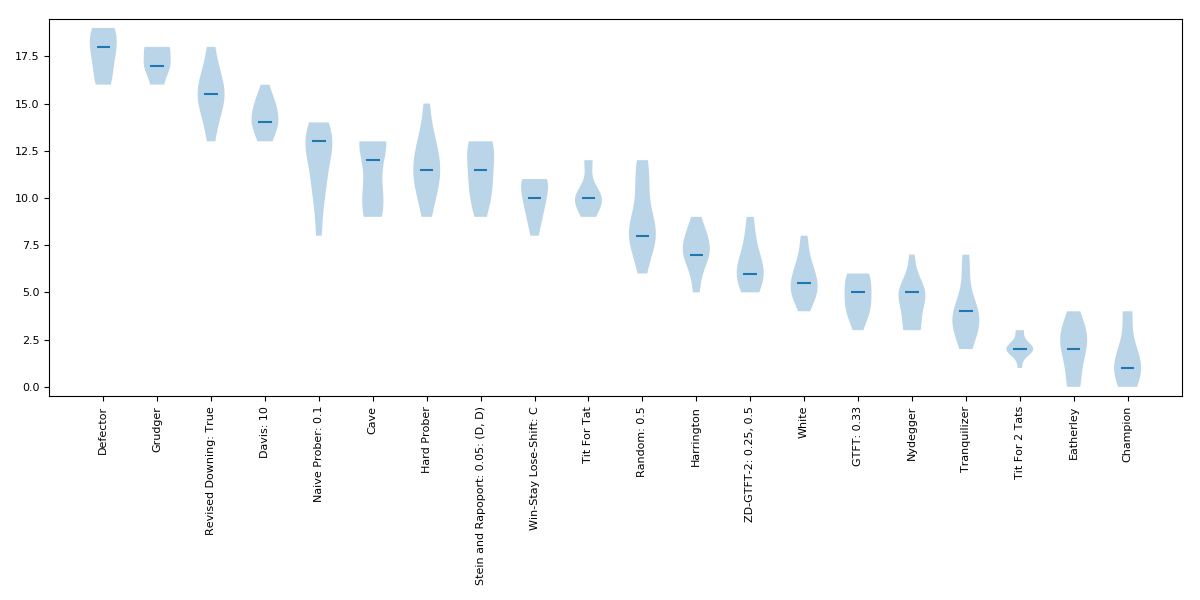 17.5
15.0
12.5
10.0
7.5
5.0
2.5
0.0
Defector
Grudger
Revised Downing: True
Davis: 10
Naive Prober: 0.1
Cave
Hard Prober
Stein and Rapoport: 0.05: (D, D)
Win-Stay Lose-Shift: C
Tit For Tat
Random: 0.5
Harrington
ZD-GTFT-2: 0.25, 0.5
White
GTFT: 0.33
Nydegger
Tranquilizer
Tit For 2 Tats
Eatherley
Champion